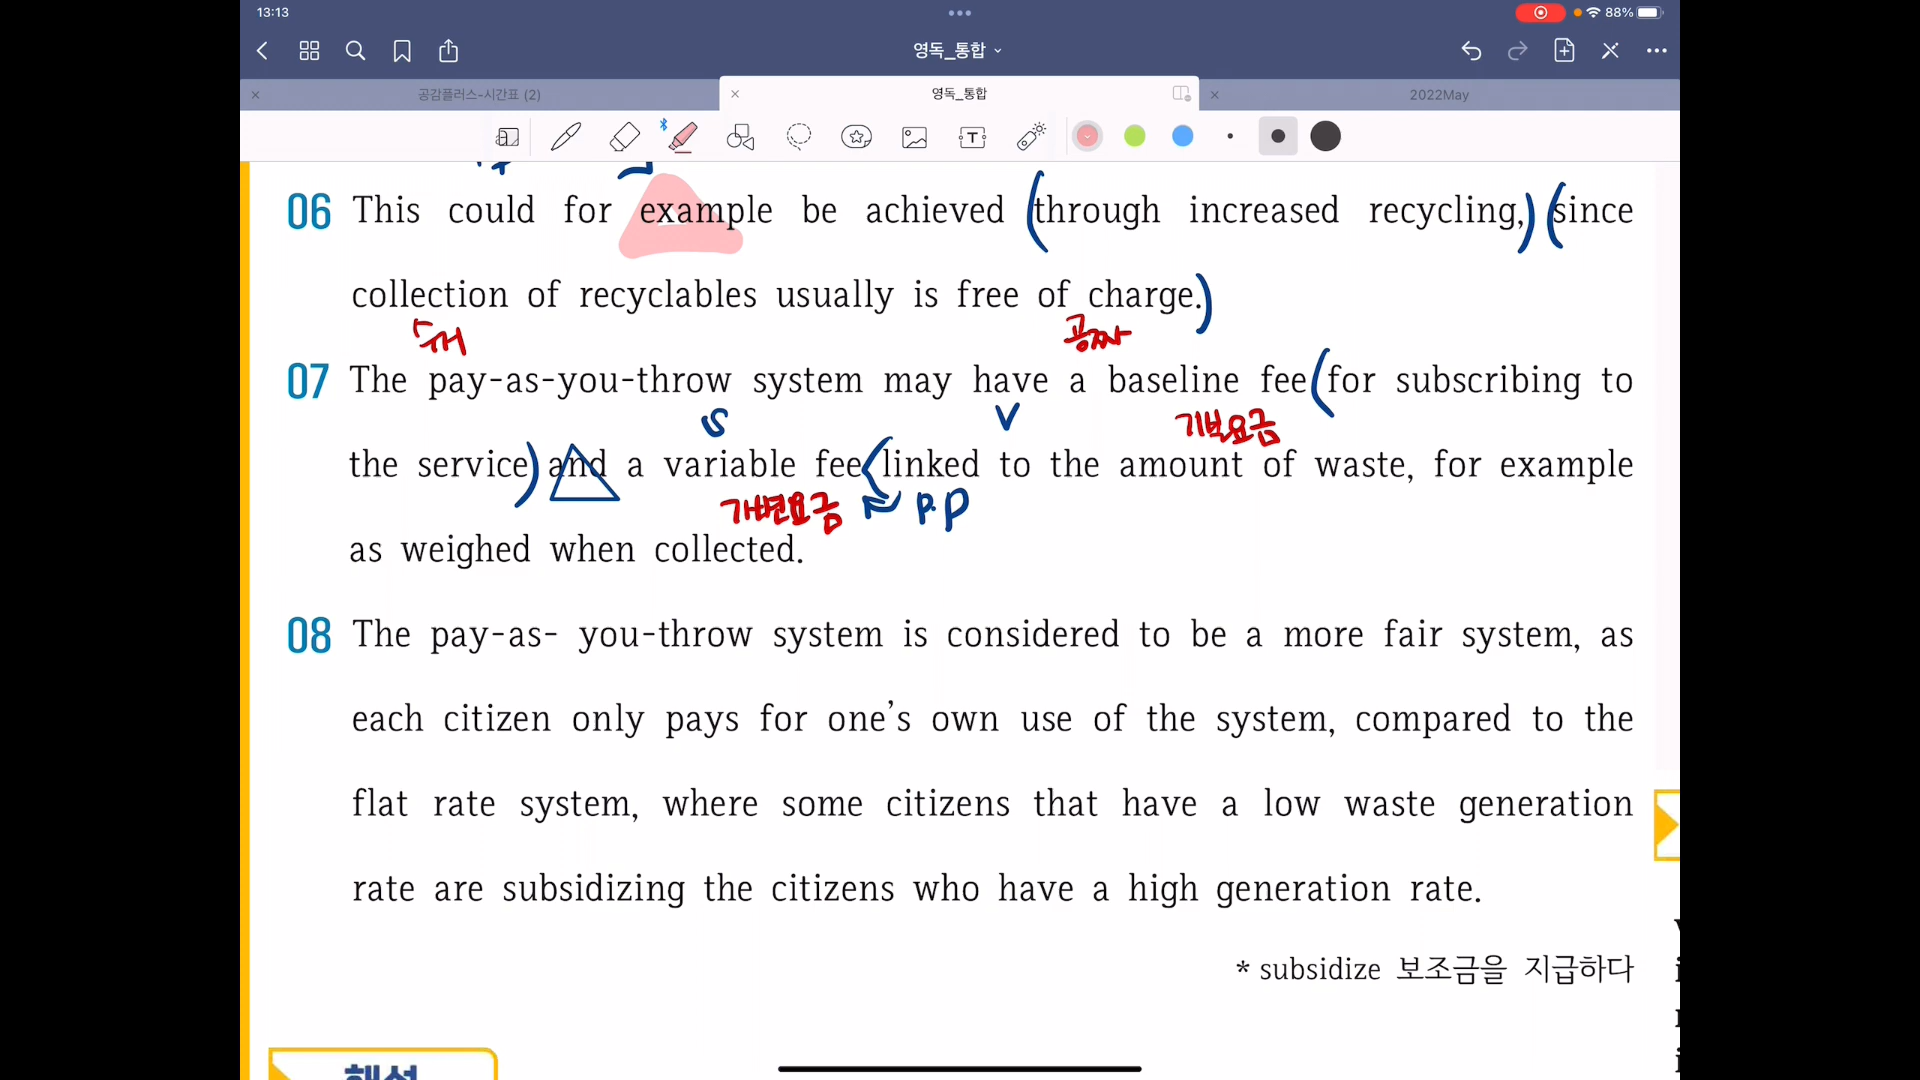 13:13
88%
영독_통합
공감플러스-시간표 (2)
영독_통합
2022May
06 This could for example be achieved (through increased recycling,) (since
collection of recyclables usually is free of charge.)
수거 공짜
07 The pay-as-you-throw system may have a baseline fee (for subscribing to
S V 기본요금
the service) and a variable fee <linked to the amount of waste, for example
가변요금 p.p
as weighed when collected.
08 The pay-as- you-throw system is considered to be a more fair system, as
each citizen only pays for one's own use of the system, compared to the
flat rate system, where some citizens that have a low waste generation
rate are subsidizing the citizens who have a high generation rate.
* subsidize 보조금을 지급하다
해석